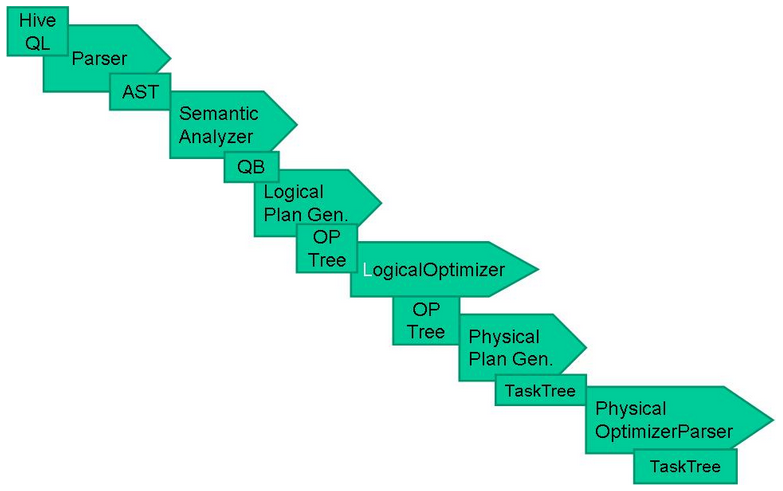 Hive
QL
Parser
AST
Semantic
Analyzer
QB
Logical
Plan Gen.
OP
Tree
LogicalOptimizer
OP
Tree
Physical
Plan Gen.
TaskTree
Physical
OptimizerParser
TaskTree